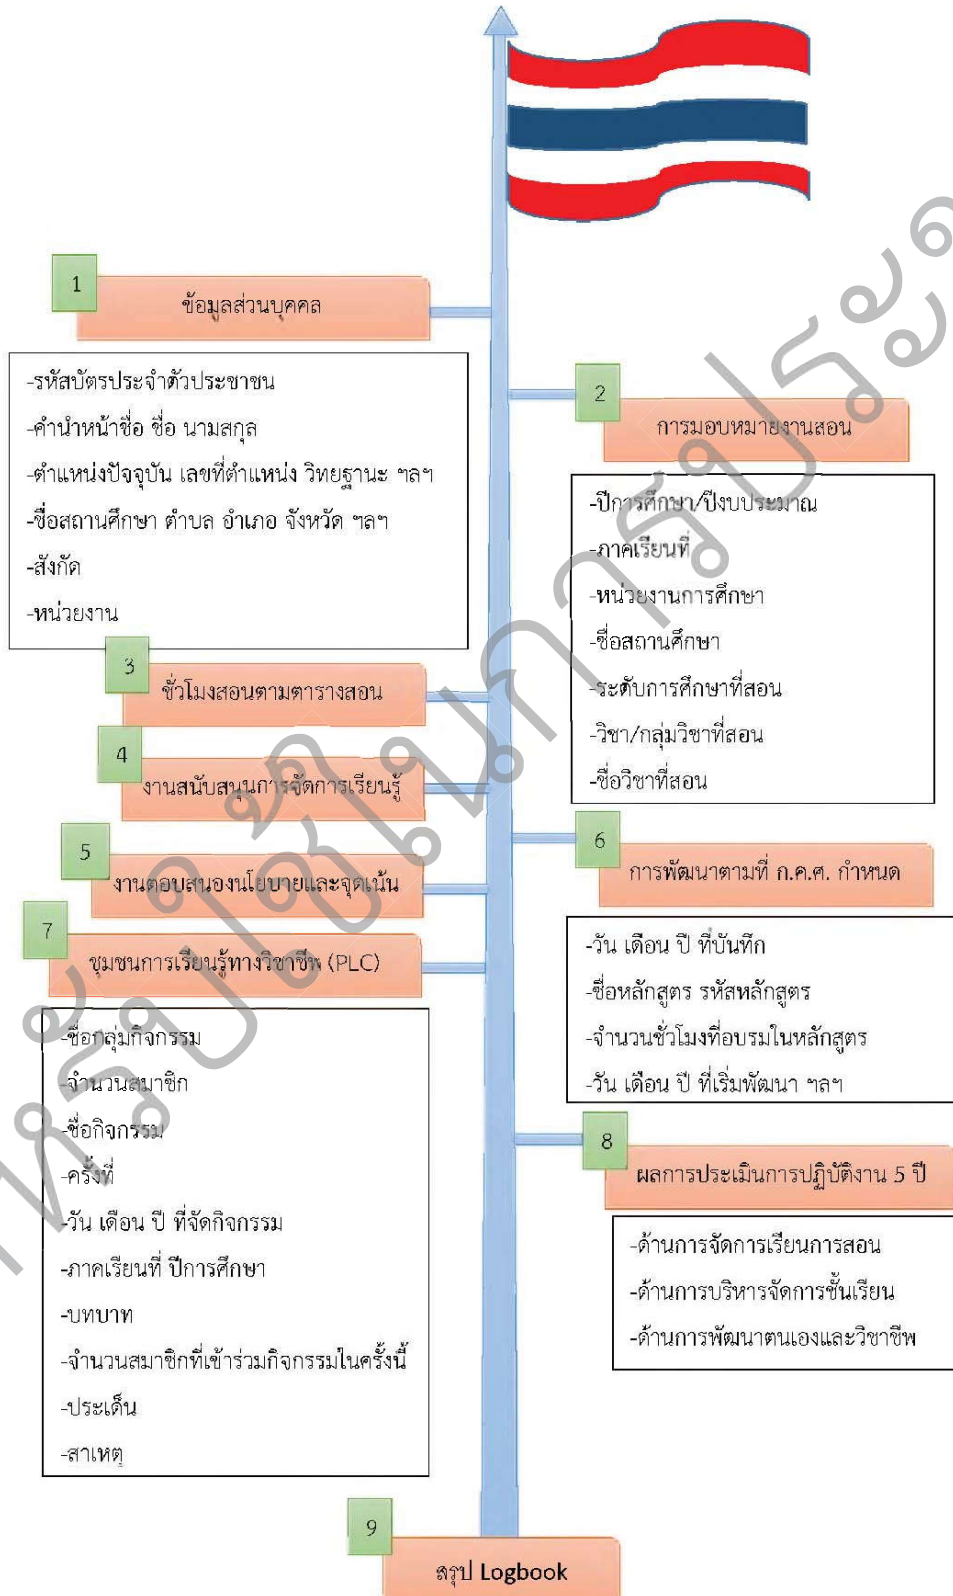 1
ข้อมูลส่วนบุคคล
-รหัสบัตรประจำตัวประชาชน
-คำนำหน้าชื่อ ชื่อ นามสกุล
-ตำแหน่งปัจจุบัน เลขที่ตำแหน่ง วิทยฐานะ ฯลฯ
-ชื่อสถานศึกษา ตำบล อำเภอ จังหวัด ฯลฯ
-สังกัด
-หน่วยงาน
2
การมอบหมายงานสอน
-ปีการศึกษา/ปีงบประมาณ
-ภาคเรียนที่
-หน่วยงานการศึกษา
-ชื่อสถานศึกษา
-ระดับการศึกษาที่สอน
-วิชา/กลุ่มวิชาที่สอน
-ชื่อวิชาที่สอน
3
ชั่วโมงสอนตามตารางสอน
4
งานสนับสนุนการจัดการเรียนรู้
5
งานตอบสนองนโยบายและจุดเน้น
6
การพัฒนาตามที่ ก.ค.ศ. กำหนด
-วัน เดือน ปี ที่บันทึก
-ชื่อหลักสูตร รหัสหลักสูตร
-จำนวนชั่วโมงที่อบรมในหลักสูตร
-วัน เดือน ปี ที่เริ่มพัฒนา ฯลฯ
7
ชุมชนการเรียนรู้ทางวิชาชีพ (PLC)
-ชื่อกลุ่มกิจกรรม
-จำนวนสมาชิก
-ชื่อกิจกรรม
-ครั้งที่
-วัน เดือน ปี ที่จัดกิจกรรม
-ภาคเรียนที่ ปีการศึกษา
-บทบาท
-จำนวนสมาชิกที่เข้าร่วมกิจกรรมในครั้งนี้
-ประเด็น
-สาเหตุ
8
ผลการประเมินการปฏิบัติงาน 5 ปี
-ด้านการจัดการเรียนการสอน
-ด้านการบริหารจัดการชั้นเรียน
-ด้านการพัฒนาตนเองและวิชาชีพ
9
สรุป Logbook